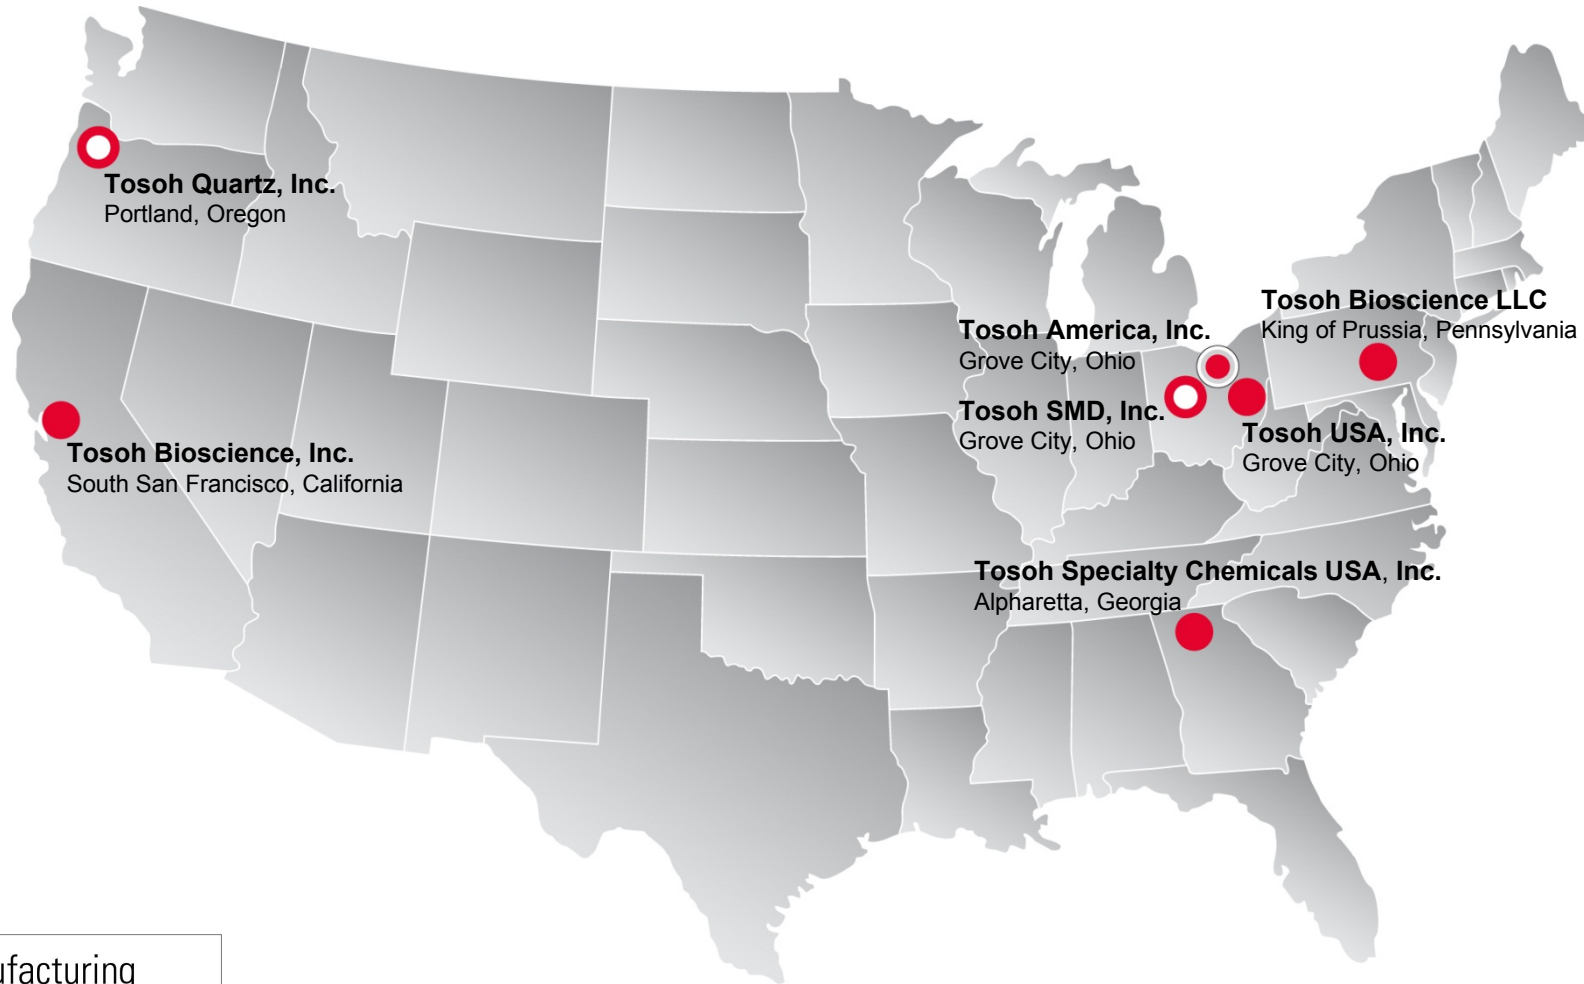 Tosoh Quartz, Inc.
Portland, Oregon
Tosoh Bioscience LLC
King of Prussia, Pennsylvania
Tosoh America, Inc.
Grove City, Ohio
Tosoh SMD, Inc.
Grove City, Ohio
Tosoh USA, Inc.
Grove City, Ohio
Tosoh Bioscience, Inc.
South San Francisco, California
Tosoh Specialty Chemicals USA, Inc.
Alpharetta, Georgia
ufacturing